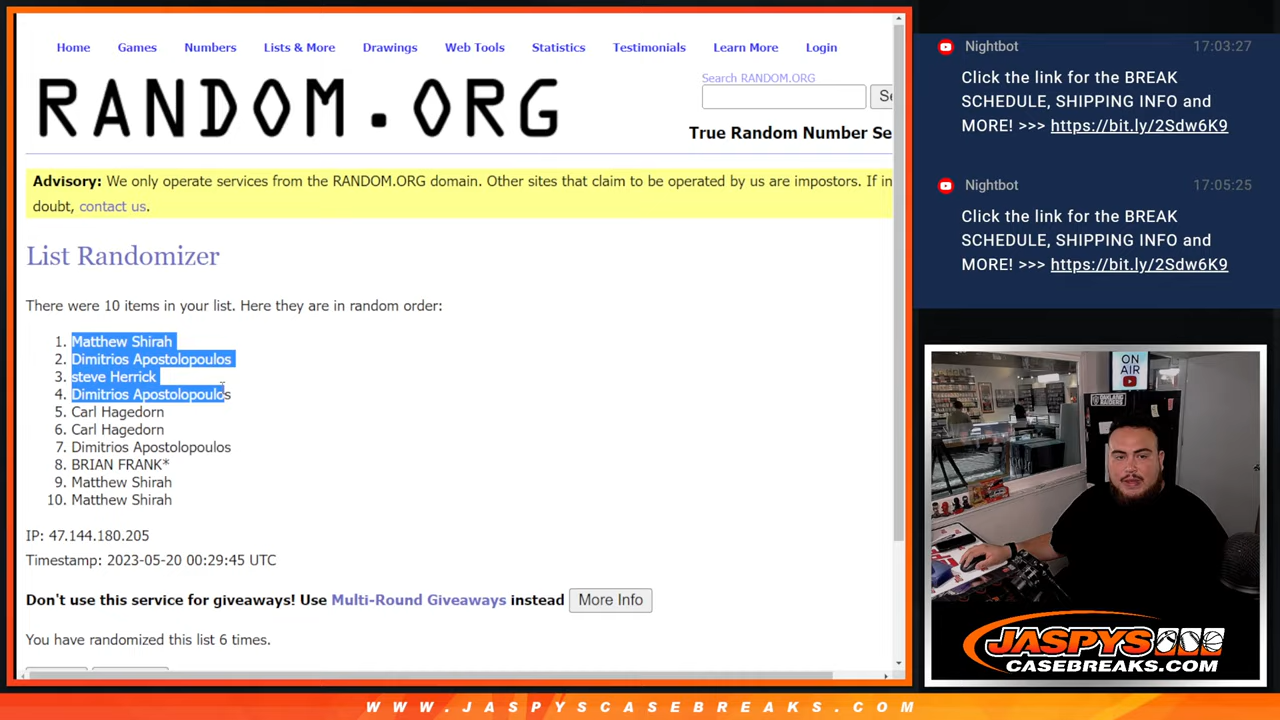 Home Games Numbers Lists & More Drawings Web Tools Statistics Testimonials Learn More Login
RANDOM.ORG
Search RANDOM.ORG
Se
True Random Number Se
Advisory: We only operate services from the RANDOM.ORG domain. Other sites that claim to be operated by us are impostors. If in
doubt, contact us.
List Randomizer
There were 10 items in your list. Here they are in random order:
1. Matthew Shirah
2. Dimitrios Apostolopoulos
3. steve Herrick
4. Dimitrios Apostolopoulos
5. Carl Hagedorn
6. Carl Hagedorn
7. Dimitrios Apostolopoulos
8. BRIAN FRANK*
9. Matthew Shirah
10. Matthew Shirah
IP: 47.144.180.205
Timestamp: 2023-05-20 00:29:45 UTC
Don't use this service for giveaways! Use Multi-Round Giveaways instead More Info
You have randomized this list 6 times.
Nightbot 17:03:27
Click the link for the BREAK
SCHEDULE, SHIPPING INFO and
MORE! >>> https://bit.ly/2Sdw6K9
Nightbot 17:05:25
Click the link for the BREAK
SCHEDULE, SHIPPING INFO and
MORE! >>> https://bit.ly/2Sdw6K9
ON
AIR
JASPYS
CASEBREAKS.COM
WWW.JASPYSCASEBREAKS.COM